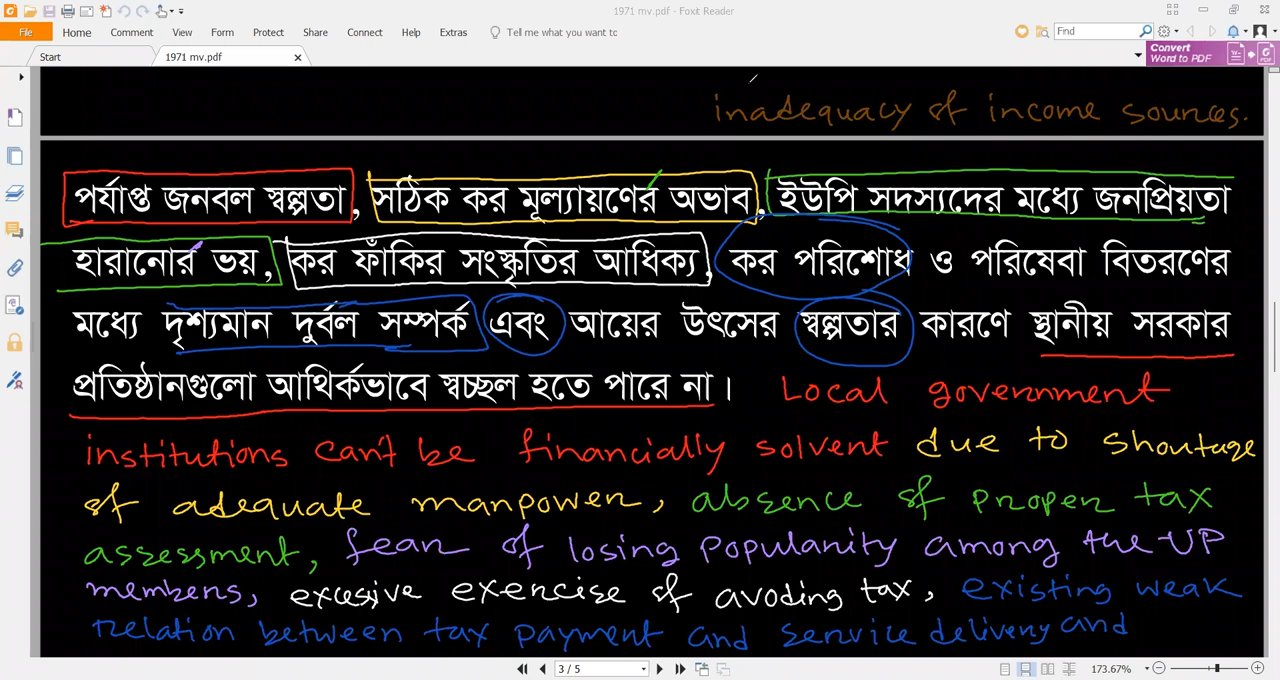 1971 mv.pdf - Foxit Reader
File Home Comment View Form Protect Share Connect Help Extras Tell me what you want to Find
Start 1971 mv.pdf
Convert
Word to PDF
inadequacy of income sources.
পর্যাপ্ত জনবল স্বল্পতা, সঠিক কর মূল্যায়ণের অভাব, ইউপি সদস্যদের মধ্যে জনপ্রিয়তা
হারানোর ভয়, কর ফাঁকির সংস্কৃতির আধিক্য, কর পরিশোধ ও পরিষেবা বিতরণের
মধ্যে দৃশ্যমান দুর্বল সম্পর্ক এবং আয়ের উৎসের স্বল্পতার কারণে স্থানীয় সরকার
প্রতিষ্ঠানগুলো আর্থিকভাবে স্বচ্ছল হতে পারে না। Local government
institutions can't be financially solvent due to shortage
of adequate manpower, absence of proper tax
assessment, fear of losing popularity among the UP
members, excesive exercise of avoding tax, existing weak
relation between tax payment and service delivery and
3 / 5 173.67%